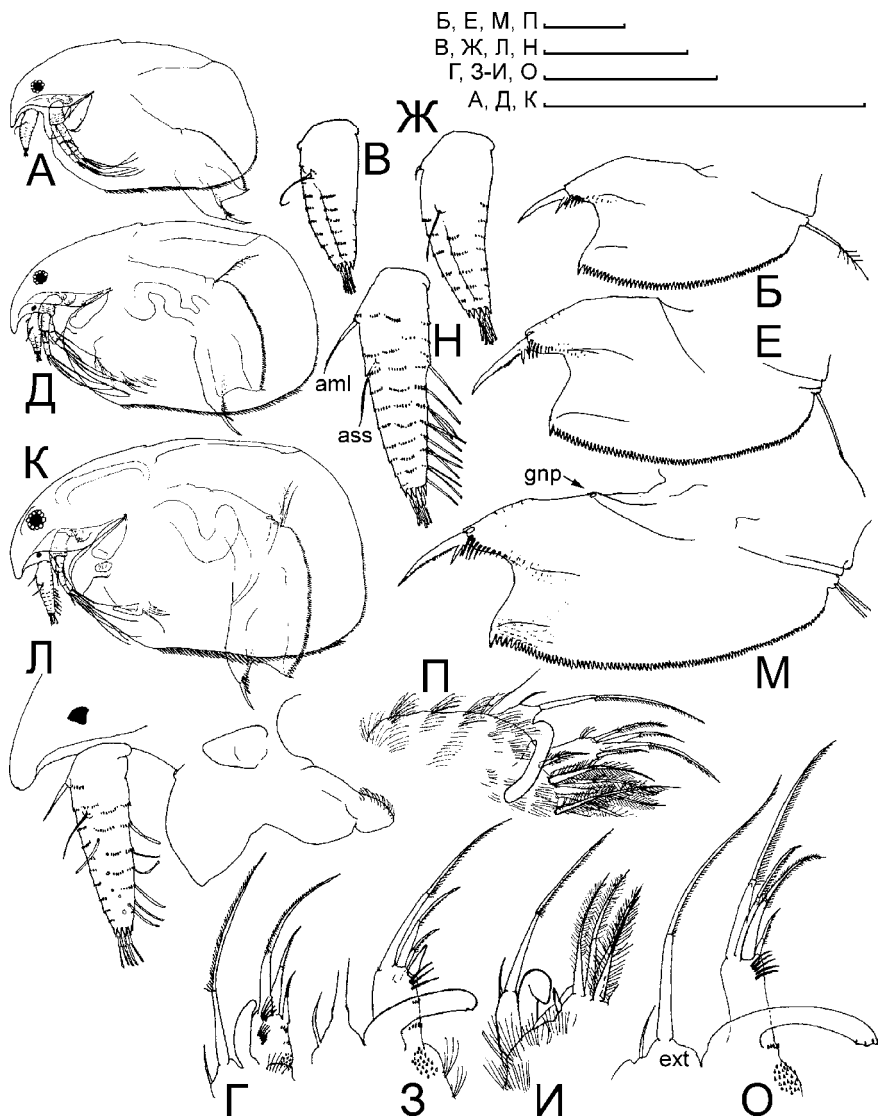 Б, Е, М, П
В, Ж, Л, Н
Г, З-И, О
А, Д, К
Ж
А
В
Б
Н
Е
Д
aml
ass
К
gnp
Л
П
М
ext
Г
З
И
О